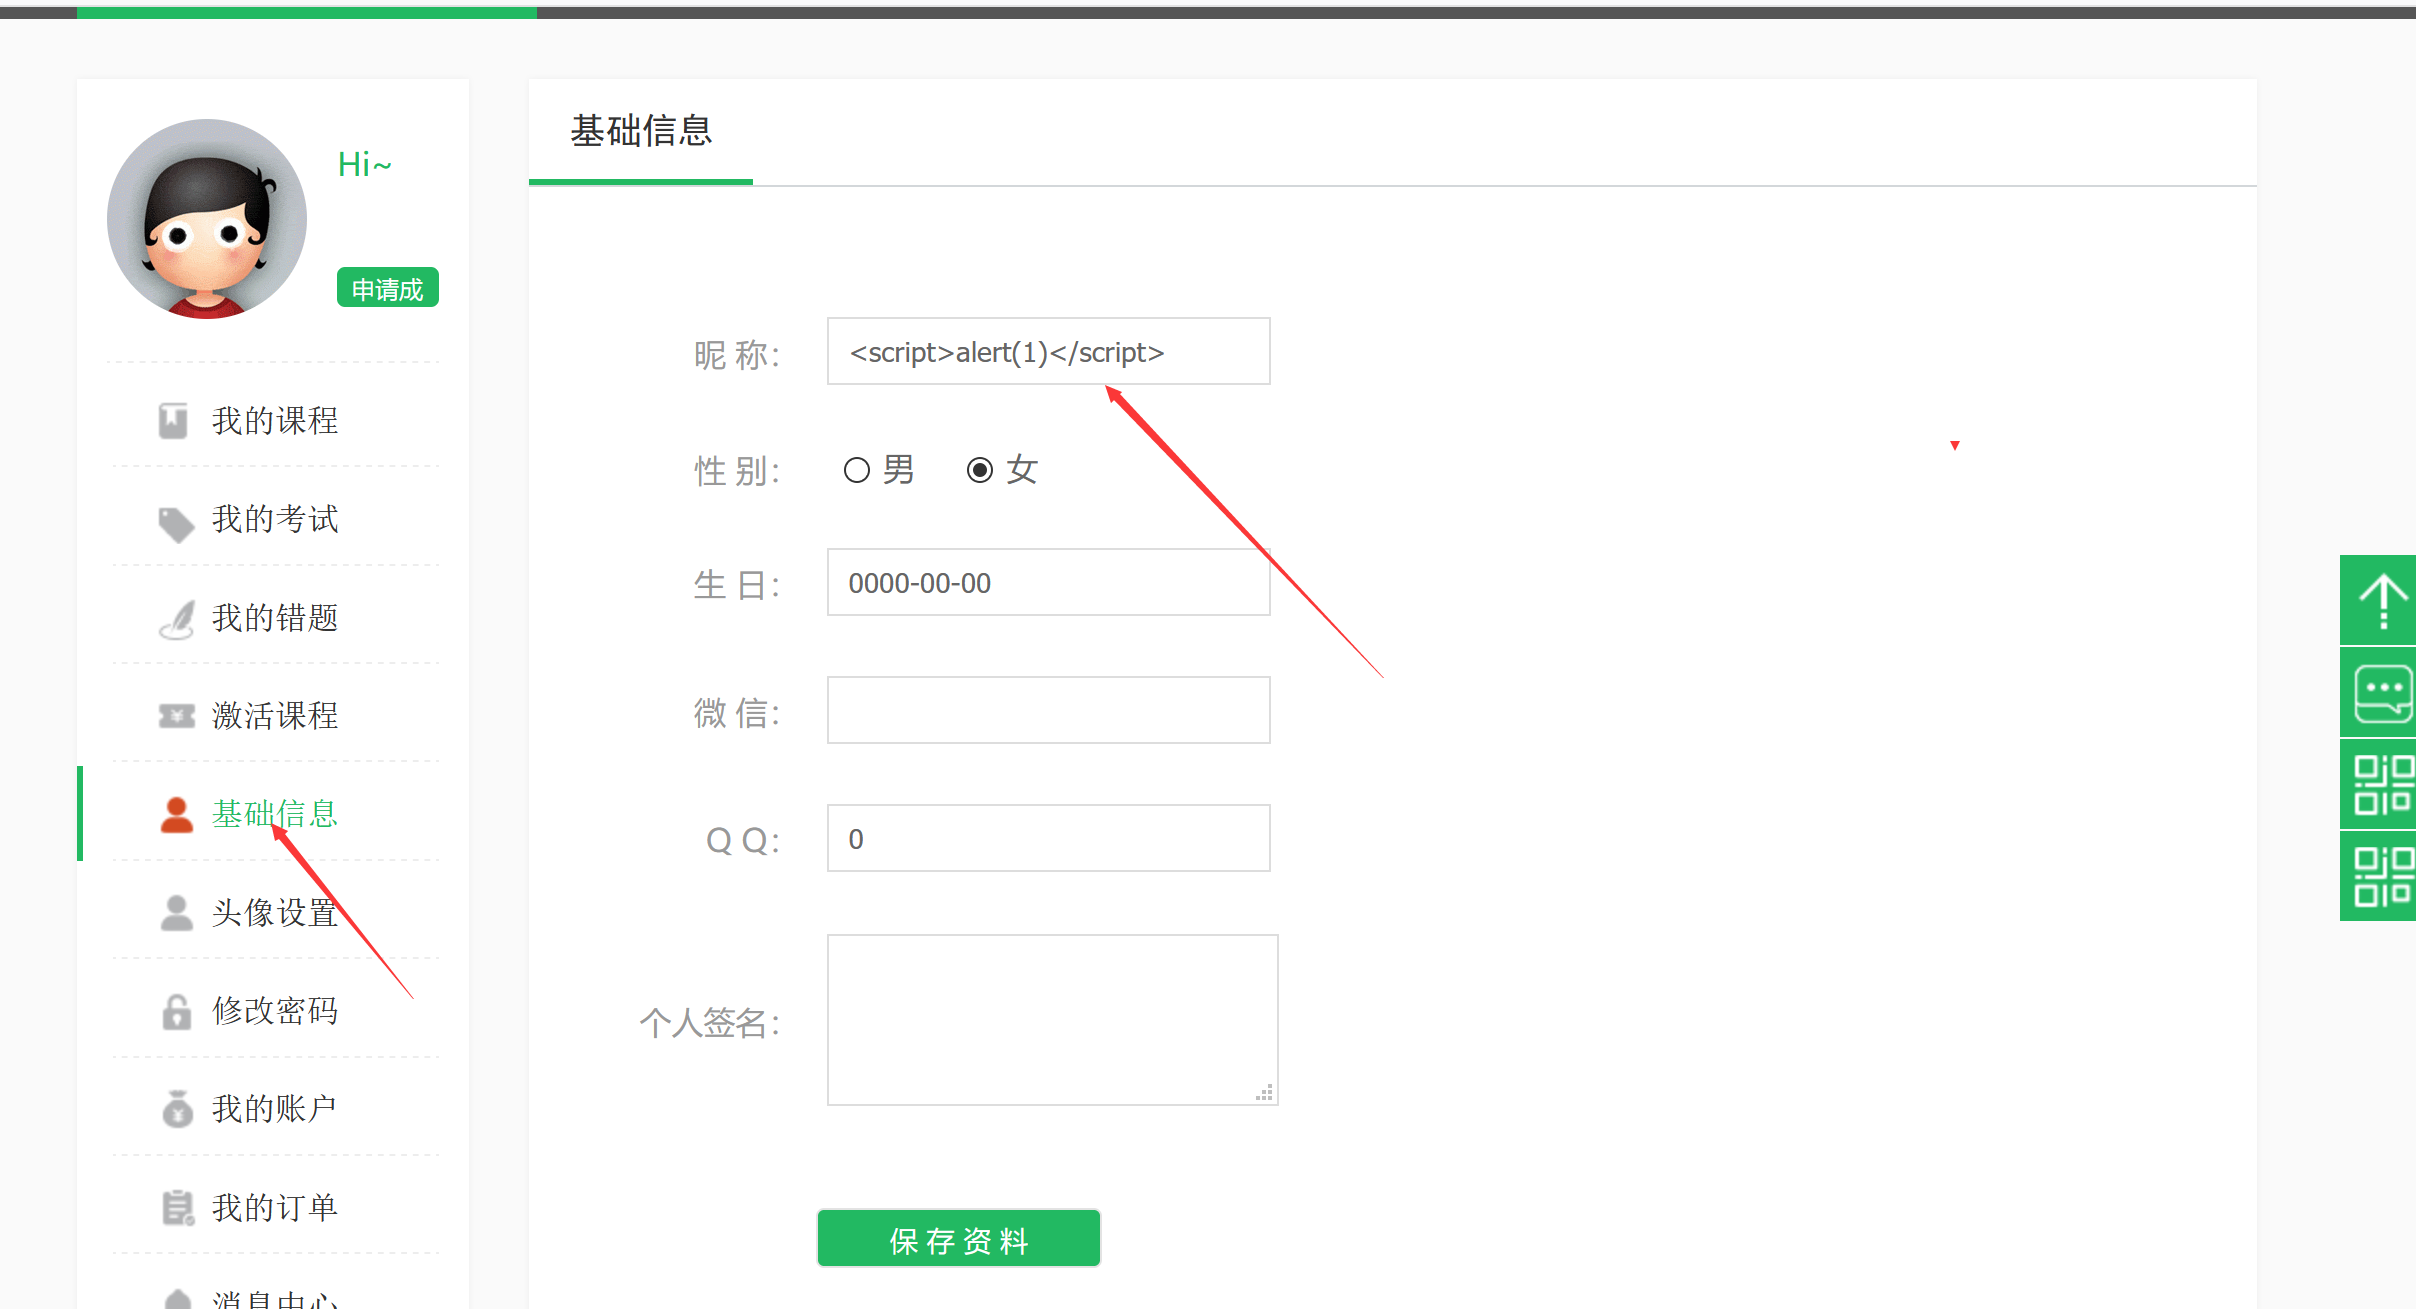 Hi~
申请成
我的课程
我的考试
我的错题
激活课程
基础信息
头像设置
修改密码
我的账户
我的订单
消息中心
基础信息
昵 称：
<script>alert(1)</script>
性 别：
男
女
生 日：
0000-00-00
微 信：
Q Q：
0
个人签名：
保 存 资 料